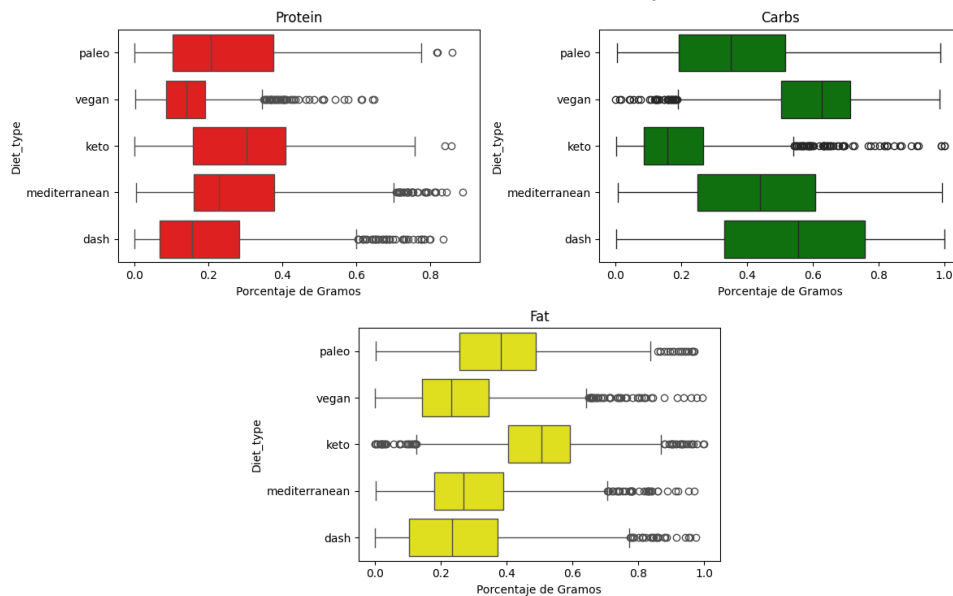 Protein
Diet_type
paleo
vegan
keto
mediterranean
dash
0.0 0.2 0.4 0.6 0.8
Porcentaje de Gramos
Carbs
Diet_type
paleo
vegan
keto
mediterranean
dash
0.0 0.2 0.4 0.6 0.8 1.0
Porcentaje de Gramos
Fat
Diet_type
paleo
vegan
keto
mediterranean
dash
0.0 0.2 0.4 0.6 0.8 1.0
Porcentaje de Gramos